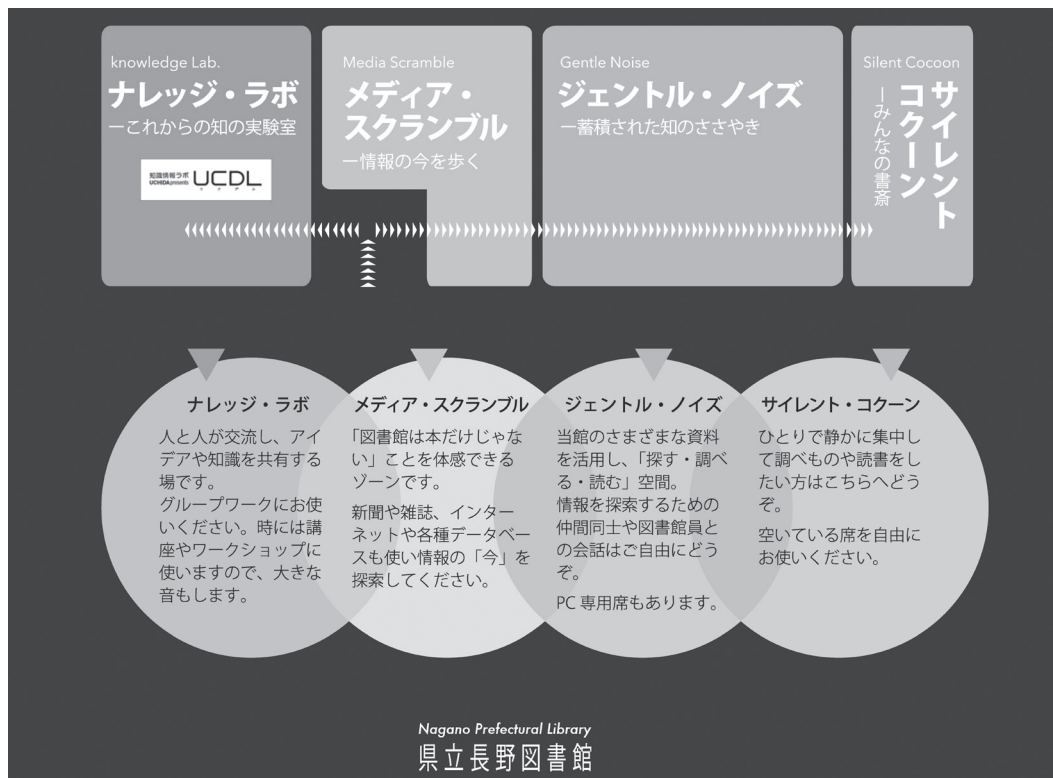 knowledge Lab.
ナレッジ・ラボ
ーこれからの知の実験室
知識情報ラボ
UCHIDA presents
UCDL
ウチデル
Media Scramble
メディア・
スクランブル
ー情報の今を歩く
Gentle Noise
ジェントル・ノイズ
ー蓄積された知のささやき
Silent Cocoon
サイレント
コクーン
ーみんなの書斎
ナレッジ・ラボ
人と人が交流し、アイ
デアや知識を共有する
場です。
グループワークにお使
いください。時には講
座やワークショップに
使いますので、大きな
音もします。
メディア・スクランブル
「図書館は本だけじゃな
い」ことを体感できる
ゾーンです。
新聞や雑誌、インター
ネットや各種データベー
スも使い情報の「今」を
探索してください。
ジェントル・ノイズ
当館のさまざまな資料
を活用し、「探す・調べ
る・読む」空間。
情報を探索するための
仲間同士や図書館員と
の会話はご自由にどう
ぞ。
PC 専用席もあります。
サイレント・コクーン
ひとりで静かに集中し
て調べものや読書をし
たい方はこちらへどう
ぞ。
空いている席を自由に
お使いください。
Nagano Prefectural Library
県立長野図書館